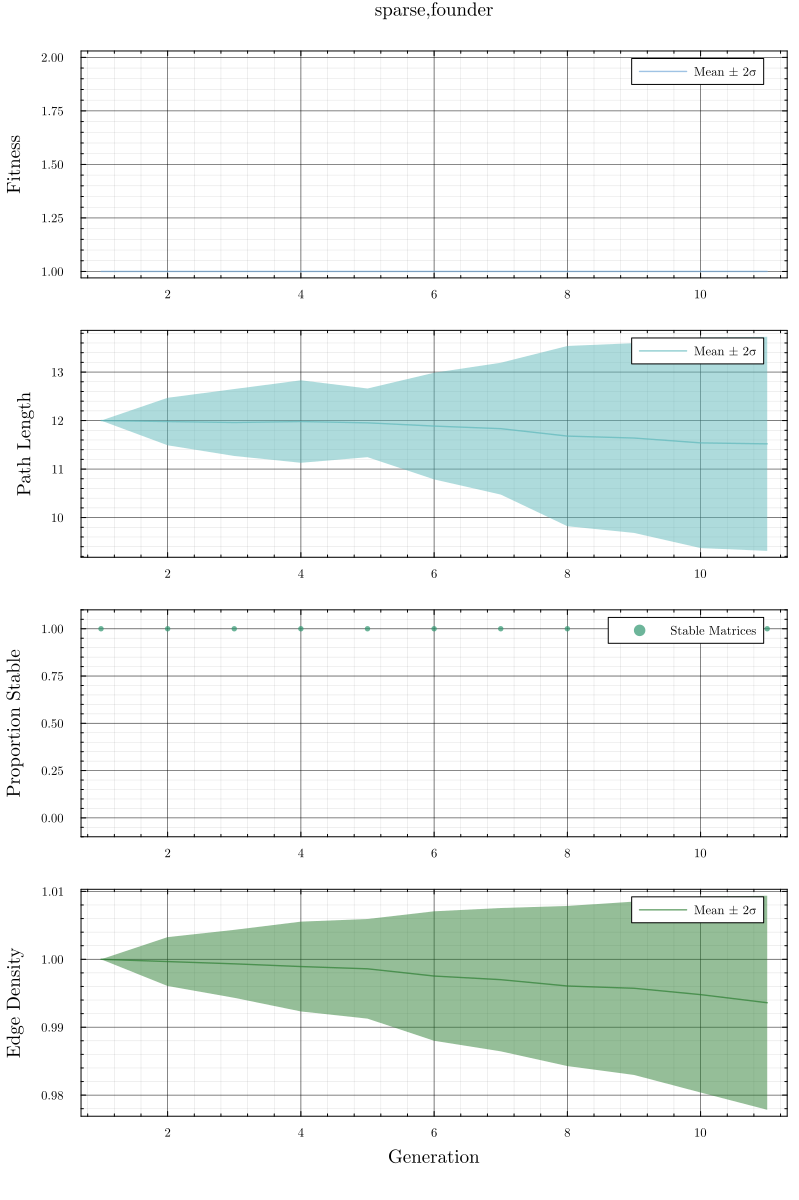 sparse,founder
Fitness
2.00
1.75
1.50
1.25
1.00
Mean ± 2σ
2 4 6 8 10
Path Length
13
12
11
10
Mean ± 2σ
2 4 6 8 10
Proportion Stable
1.00
0.75
0.50
0.25
0.00
Stable Matrices
2 4 6 8 10
Edge Density
1.01
1.00
0.99
0.98
Mean ± 2σ
2 4 6 8 10
Generation